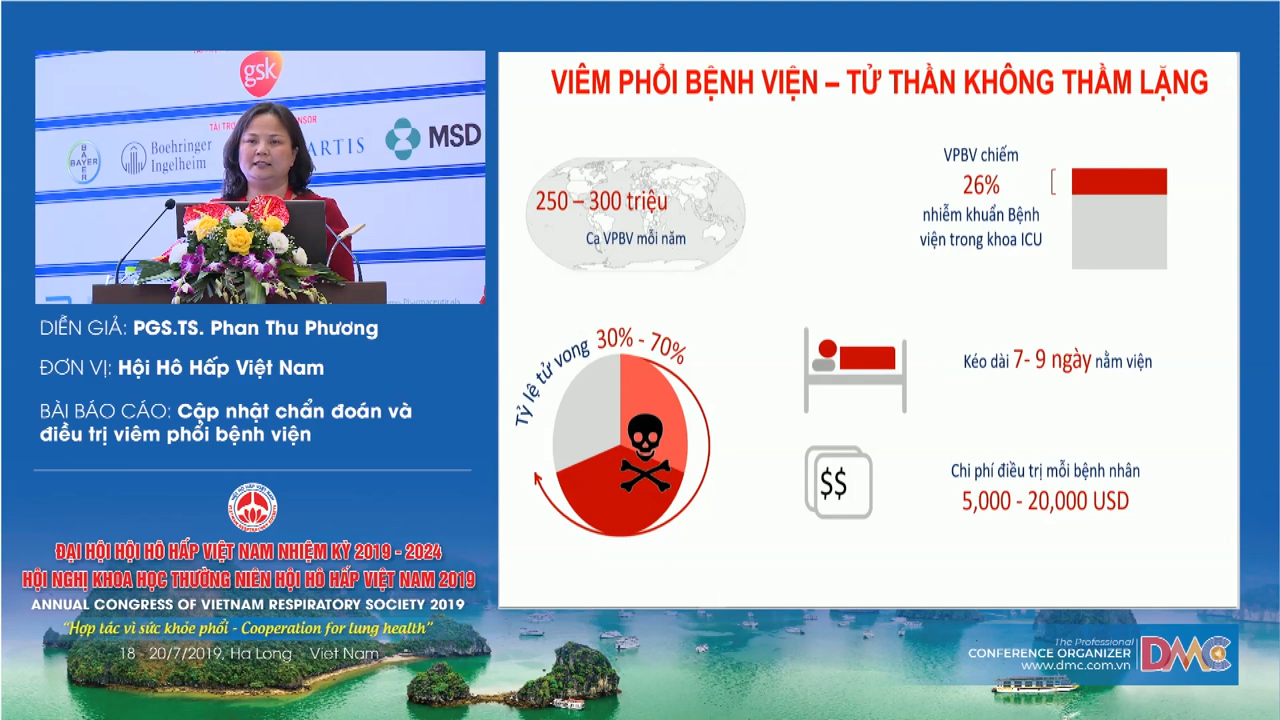 gsk
BAYER
BAYER
Boehringer
Ingelheim
ARTIS
MSD
VIÊM PHỔI BỆNH VIỆN – TỬ THẦN KHÔNG THẦM LẶNG
250 – 300 triệu
Ca VPBV mỗi năm
VPBV chiếm
26%
nhiễm khuẩn Bệnh
viện trong khoa ICU
Tỷ lệ tử vong 30% - 70%
Kéo dài 7- 9 ngày nằm viện
$$
Chi phí điều trị mỗi bệnh nhân
5,000 - 20,000 USD
DIỄN GIẢ: PGS.TS. Phan Thu Phương
ĐƠN VỊ: Hội Hô Hấp Việt Nam
BÀI BÁO CÁO: Cập nhật chẩn đoán và
điều trị viêm phổi bệnh viện
ĐẠI HỘI HỘI HÔ HẤP VIỆT NAM NHIỆM KỲ 2019 - 2024
HỘI NGHỊ KHOA HỌC THƯỜNG NIÊN HỘI HÔ HẤP VIỆT NAM 2019
ANNUAL CONGRESS OF VIETNAM RESPIRATORY SOCIETY 2019
"Hợp tác vì sức khỏe phổi - Cooperation for lung health"
18 - 20/7/2019, Ha Long - Viet Nam
The Professional
CONFERENCE ORGANIZER
www.dmc.com.vn
DMC